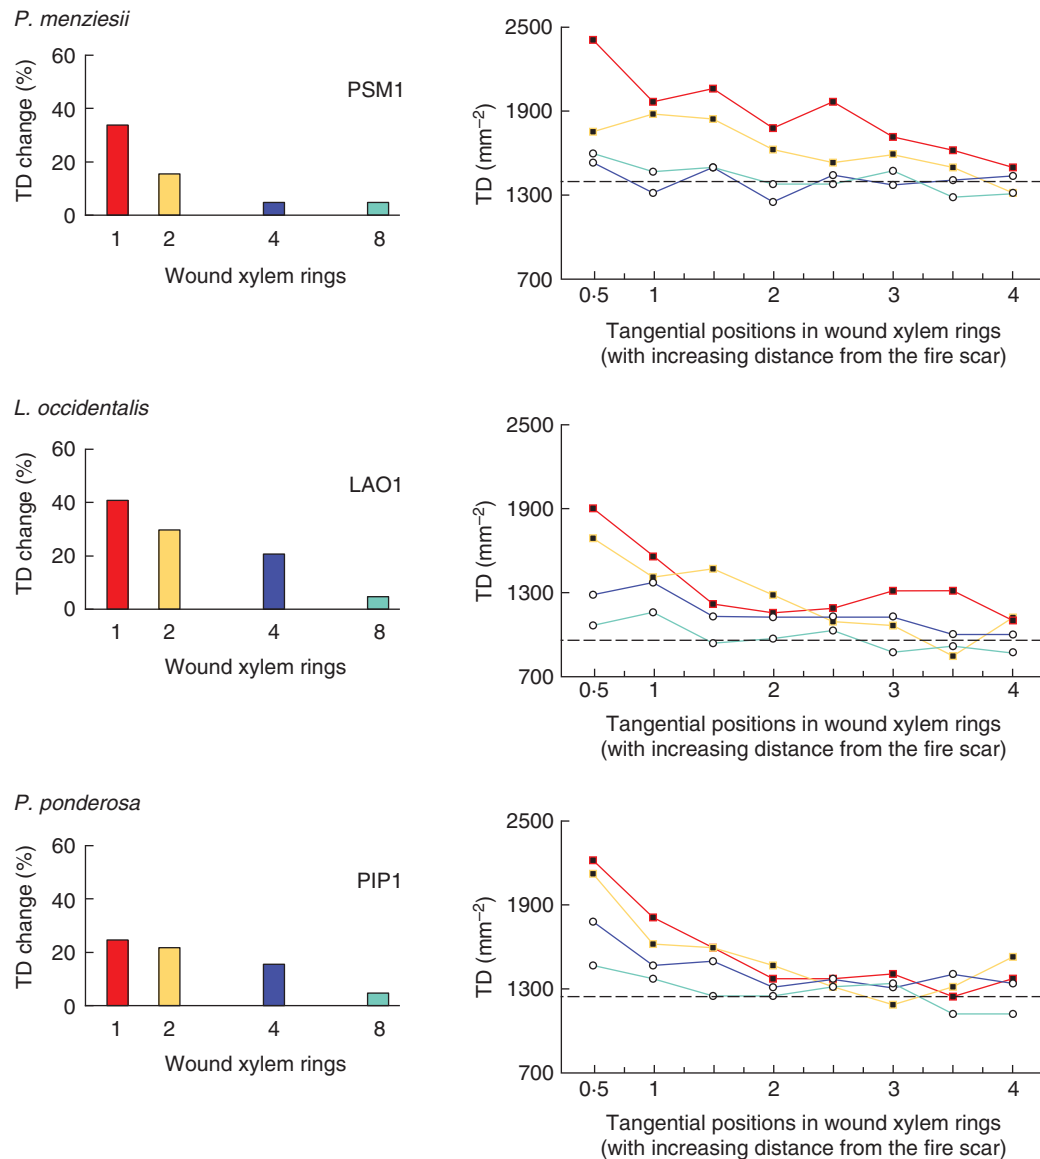 P. menziesii
60
40
20
0
TD change (%)
PSM1
1 2 4 8
Wound xylem rings
2500
1900
1300
700
TD (mm–2)
0·5 1 2 3 4
Tangential positions in wound xylem rings
(with increasing distance from the fire scar)
L. occidentalis
60
40
20
0
TD change (%)
LAO1
1 2 4 8
Wound xylem rings
2500
1900
1300
700
TD (mm–2)
0·5 1 2 3 4
Tangential positions in wound xylem rings
(with increasing distance from the fire scar)
P. ponderosa
60
40
20
0
TD change (%)
PIP1
1 2 4 8
Wound xylem rings
2500
1900
1300
700
TD (mm–2)
0·5 1 2 3 4
Tangential positions in wound xylem rings
(with increasing distance from the fire scar)